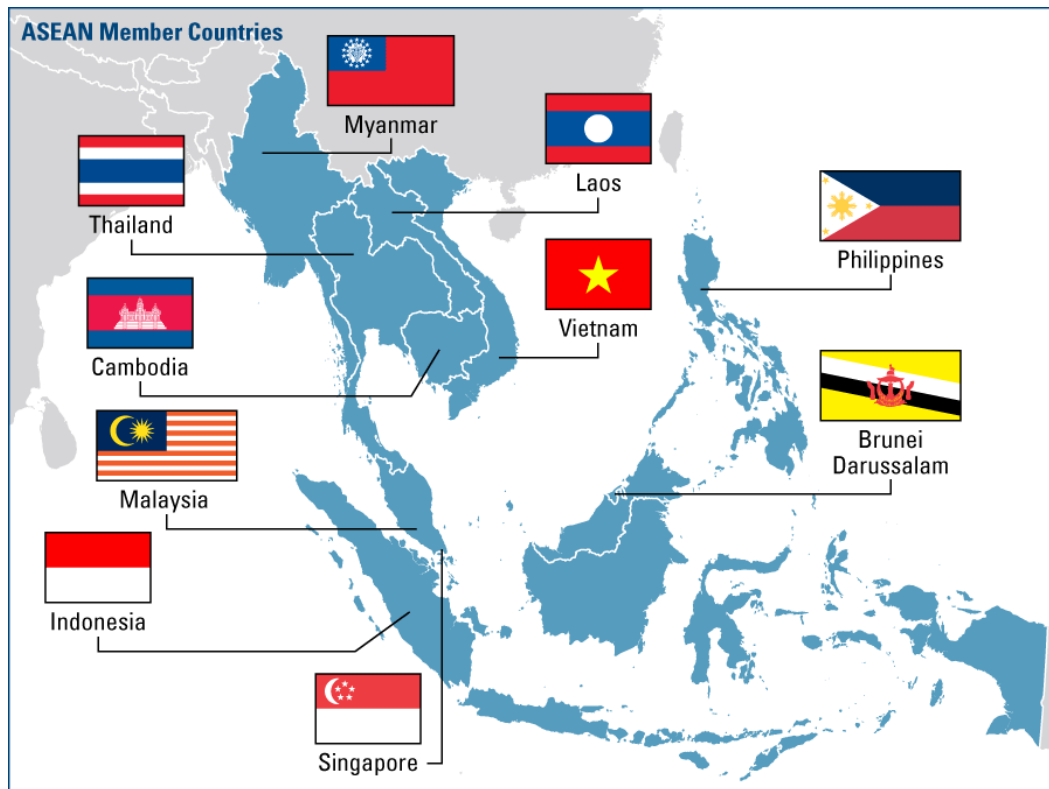 ASEAN Member Countries
Myanmar
Laos
Thailand
Philippines
Vietnam
Cambodia
Brunei
Darussalam
Malaysia
Indonesia
Singapore